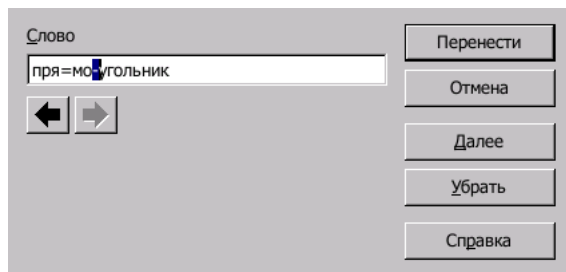 Слово
пря=мо-угольник
Перенести
Отмена
Далее
Убрать
Справка